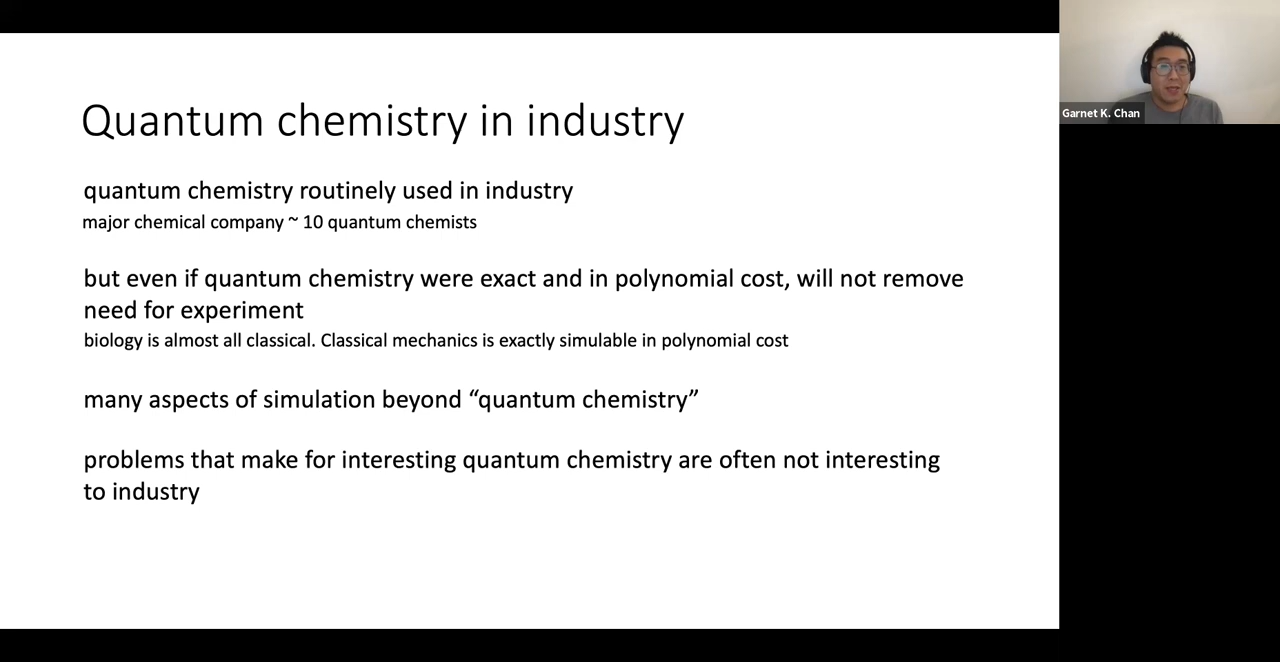 Quantum chemistry in industry
quantum chemistry routinely used in industry
major chemical company ~ 10 quantum chemists
but even if quantum chemistry were exact and in polynomial cost, will not remove
need for experiment
biology is almost all classical. Classical mechanics is exactly simulable in polynomial cost
many aspects of simulation beyond “quantum chemistry”
problems that make for interesting quantum chemistry are often not interesting
to industry
Garnet K. Chan